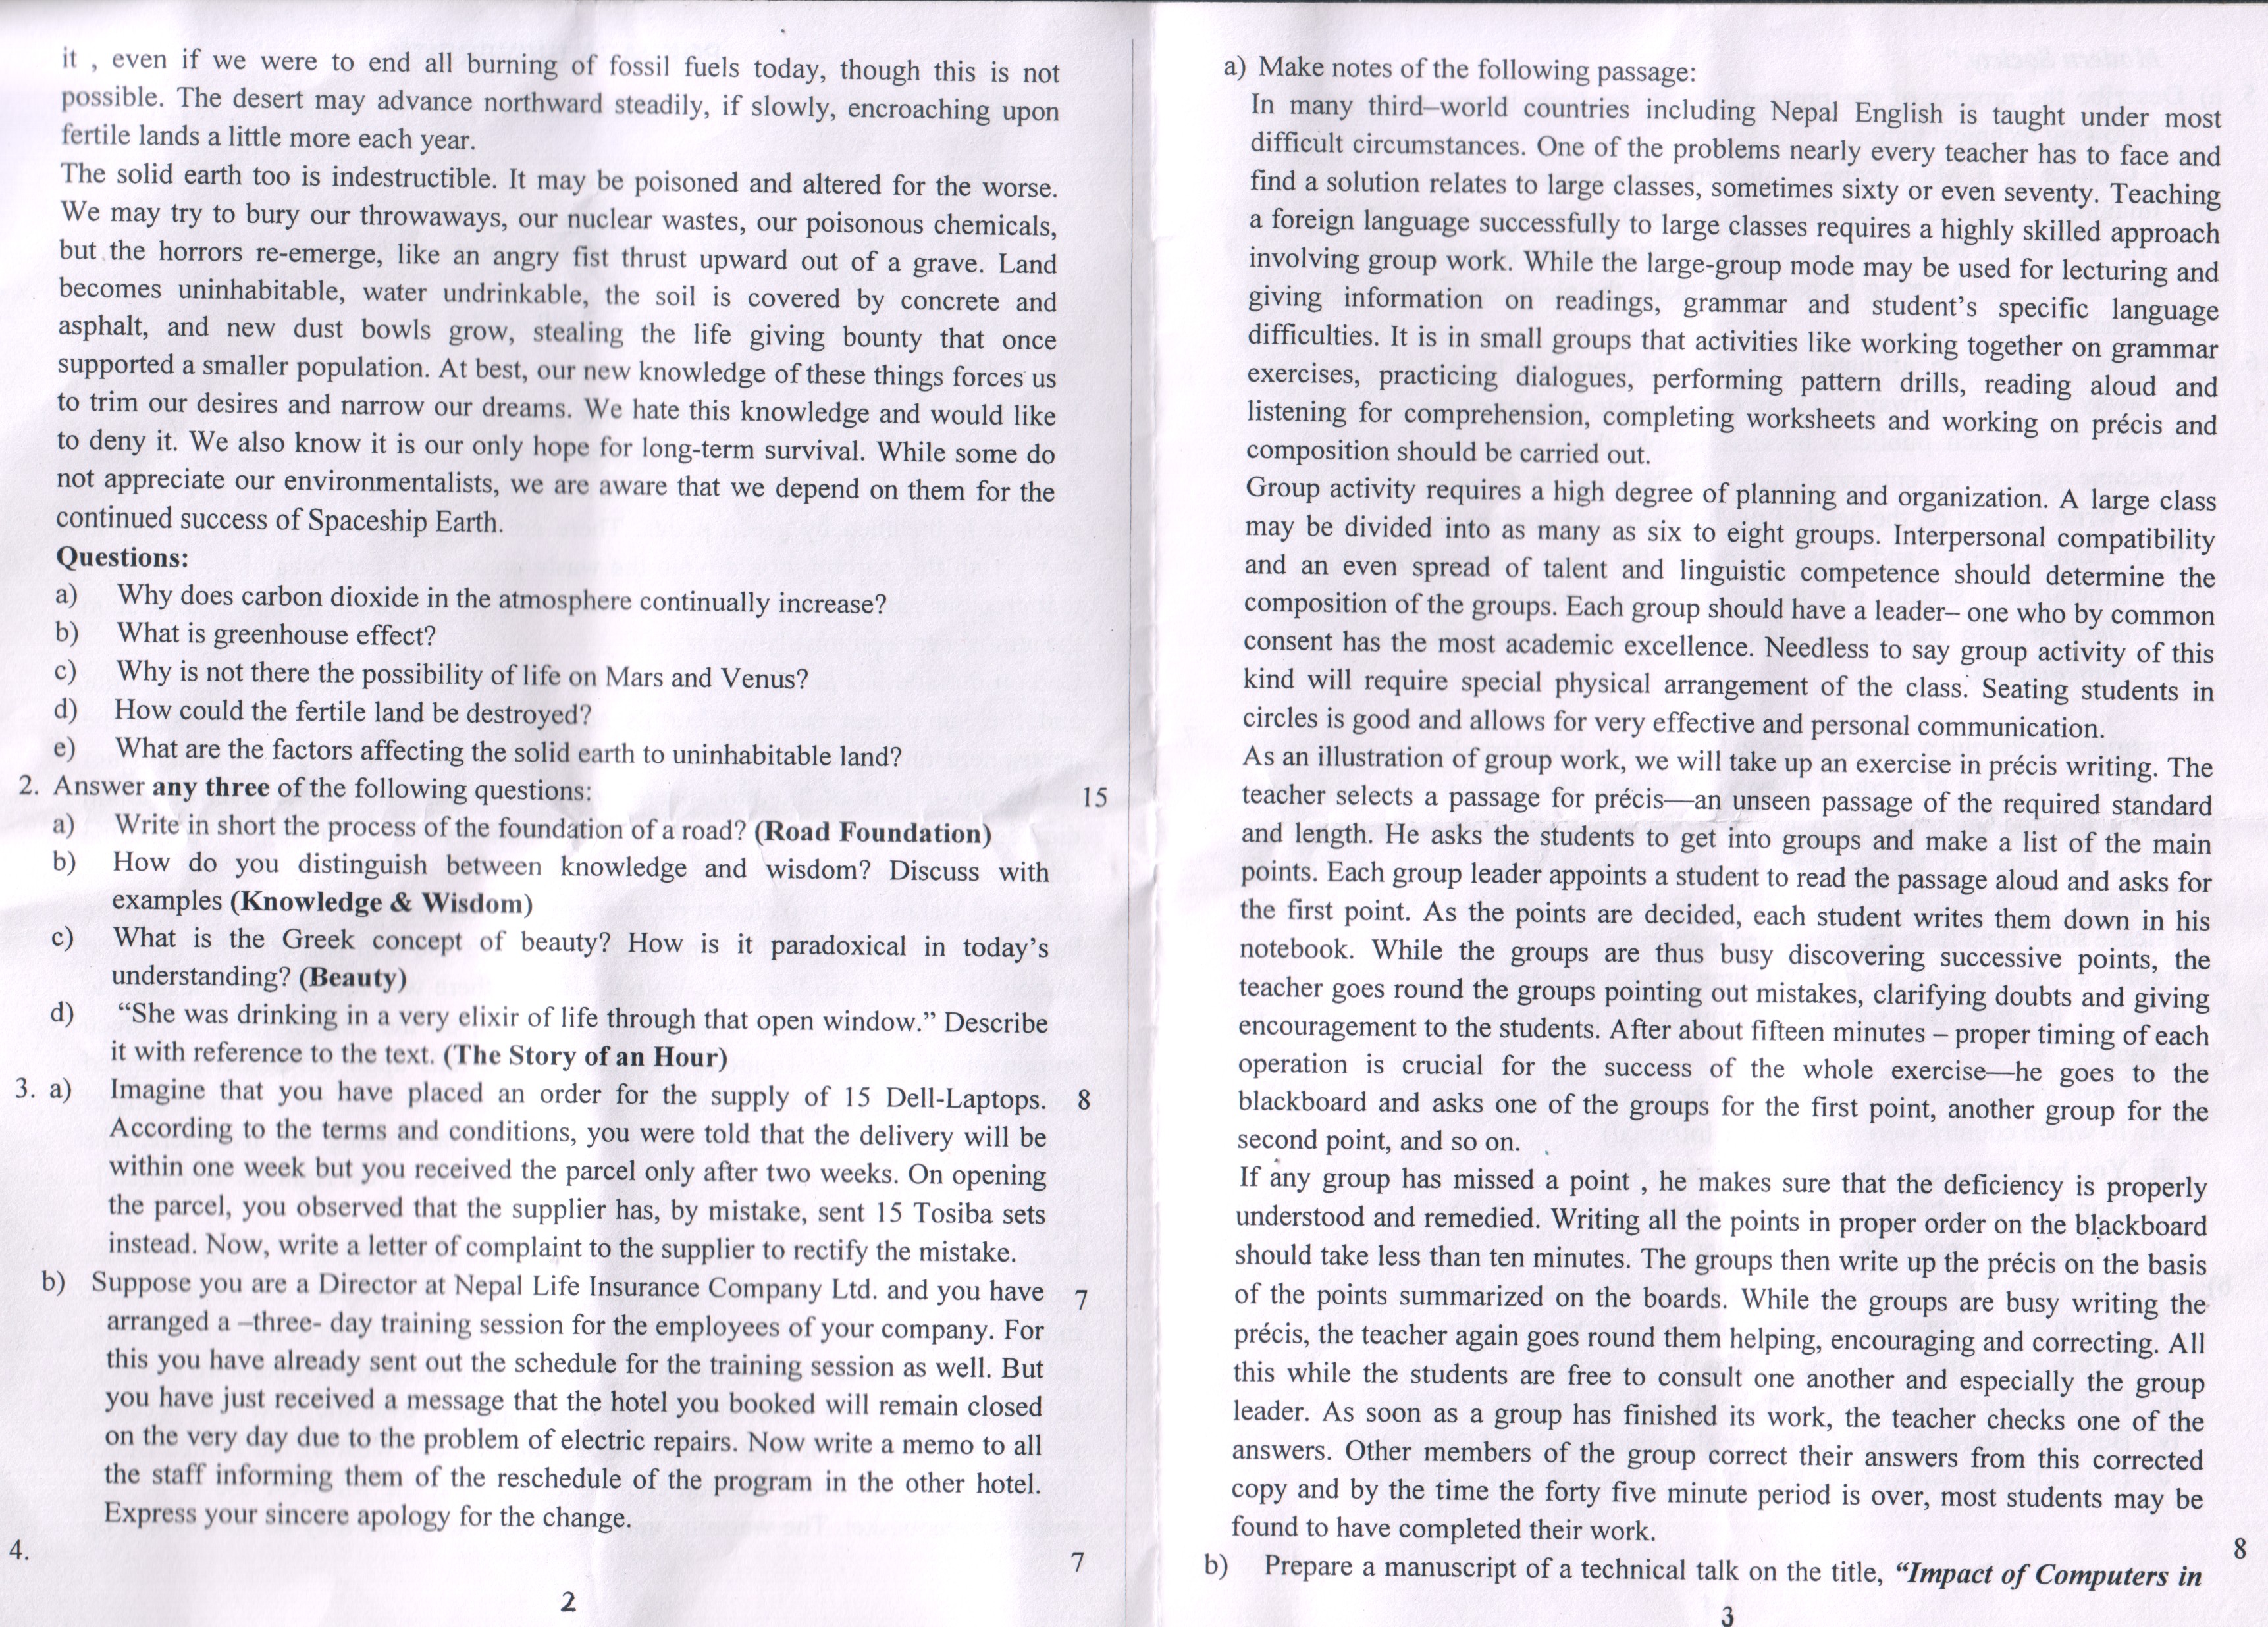 it , even if we were to end all burning of fossil fuels today, though this is not
possible. The desert may advance northward steadily, if slowly, encroaching upon
fertile lands a little more each year.
The solid earth too is indestructible. It may be poisoned and altered for the worse.
We may try to bury our throwaways, our nuclear wastes, our poisonous chemicals,
but the horrors re-emerge, like an angry fist thrust upward out of a grave. Land
becomes uninhabitable, water undrinkable, the soil is covered by concrete and
asphalt, and new dust bowls grow, stealing the life giving bounty that once
supported a smaller population. At best, our new knowledge of these things forces us
to trim our desires and narrow our dreams. We hate this knowledge and would like
to deny it. We also know it is our only hope for long-term survival. While some do
not appreciate our environmentalists, we are aware that we depend on them for the
continued success of Spaceship Earth.
Questions:
a) Why does carbon dioxide in the atmosphere continually increase?
b) What is greenhouse effect?
c) Why is not there the possibility of life on Mars and Venus?
d) How could the fertile land be destroyed?
e) What are the factors affecting the solid earth to uninhabitable land?
2. Answer any three of the following questions: 15
a) Write in short the process of the foundation of a road? (Road Foundation)
b) How do you distinguish between knowledge and wisdom? Discuss with
examples (Knowledge & Wisdom)
c) What is the Greek concept of beauty? How is it paradoxical in today's
understanding? (Beauty)
d) “She was drinking in a very elixir of life through that open window.” Describe
it with reference to the text. (The Story of an Hour)
3. a) Imagine that you have placed an order for the supply of 15 Dell-Laptops. 8
According to the terms and conditions, you were told that the delivery will be
within one week but you received the parcel only after two weeks. On opening
the parcel, you observed that the supplier has, by mistake, sent 15 Tosiba sets
instead. Now, write a letter of complaint to the supplier to rectify the mistake.
b) Suppose you are a Director at Nepal Life Insurance Company Ltd. and you have 7
arranged a –three- day training session for the employees of your company. For
this you have already sent out the schedule for the training session as well. But
you have just received a message that the hotel you booked will remain closed
on the very day due to the problem of electric repairs. Now write a memo to all
the staff informing them of the reschedule of the program in the other hotel.
Express your sincere apology for the change.
4. 7
2
a) Make notes of the following passage:
In many third–world countries including Nepal English is taught under most
difficult circumstances. One of the problems nearly every teacher has to face and
find a solution relates to large classes, sometimes sixty or even seventy. Teaching
a foreign language successfully to large classes requires a highly skilled approach
involving group work. While the large-group mode may be used for lecturing and
giving information on readings, grammar and student's specific language
difficulties. It is in small groups that activities like working together on grammar
exercises, practicing dialogues, performing pattern drills, reading aloud and
listening for comprehension, completing worksheets and working on précis and
composition should be carried out.
Group activity requires a high degree of planning and organization. A large class
may be divided into as many as six to eight groups. Interpersonal compatibility
and an even spread of talent and linguistic competence should determine the
composition of the groups. Each group should have a leader– one who by common
consent has the most academic excellence. Needless to say group activity of this
kind will require special physical arrangement of the class. Seating students in
circles is good and allows for very effective and personal communication.
As an illustration of group work, we will take up an exercise in précis writing. The
teacher selects a passage for précis—an unseen passage of the required standard
and length. He asks the students to get into groups and make a list of the main
points. Each group leader appoints a student to read the passage aloud and asks for
the first point. As the points are decided, each student writes them down in his
notebook. While the groups are thus busy discovering successive points, the
teacher goes round the groups pointing out mistakes, clarifying doubts and giving
encouragement to the students. After about fifteen minutes – proper timing of each
operation is crucial for the success of the whole exercise—he goes to the
blackboard and asks one of the groups for the first point, another group for the
second point, and so on.
If any group has missed a point , he makes sure that the deficiency is properly
understood and remedied. Writing all the points in proper order on the blackboard
should take less than ten minutes. The groups then write up the précis on the basis
of the points summarized on the boards. While the groups are busy writing the
précis, the teacher again goes round them helping, encouraging and correcting. All
this while the students are free to consult one another and especially the group
leader. As soon as a group has finished its work, the teacher checks one of the
answers. Other members of the group correct their answers from this corrected
copy and by the time the forty five minute period is over, most students may be
found to have completed their work.
b) Prepare a manuscript of a technical talk on the title, “Impact of Computers in 8
3